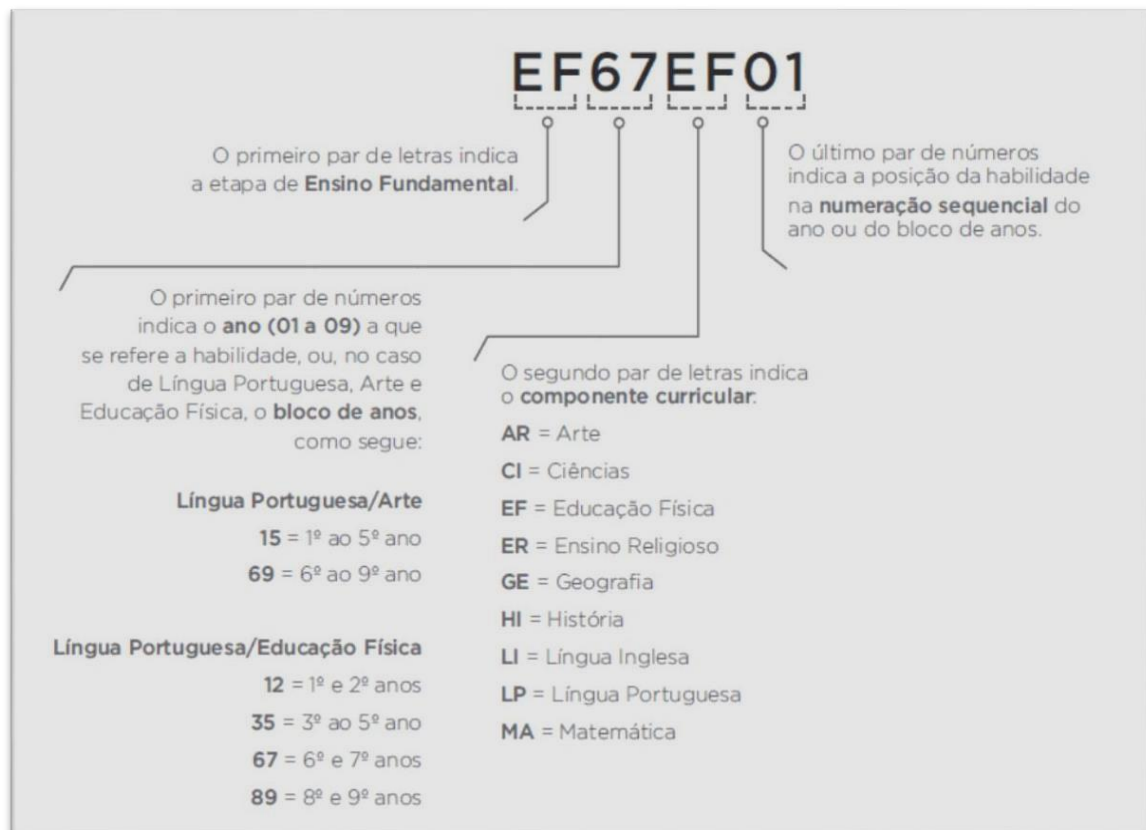 EF67EF01
O primeiro par de letras indica
a etapa de Ensino Fundamental.
O último par de números
indica a posição da habilidade
na numeração sequencial do
ano ou do bloco de anos.
O primeiro par de números
indica o ano (01 a 09) a que
se refere a habilidade, ou, no caso
de Língua Portuguesa, Arte e
Educação Física, o bloco de anos,
como segue:
Língua Portuguesa/Arte
15 = 1º ao 5º ano
69 = 6º ao 9º ano
Língua Portuguesa/Educação Física
12 = 1º e 2º anos
35 = 3º ao 5º ano
67 = 6º e 7º anos
89 = 8º e 9º anos
O segundo par de letras indica
o componente curricular:
AR = Arte
CI = Ciências
EF = Educação Física
ER = Ensino Religioso
GE = Geografia
HI = História
LI = Língua Inglesa
LP = Língua Portuguesa
MA = Matemática